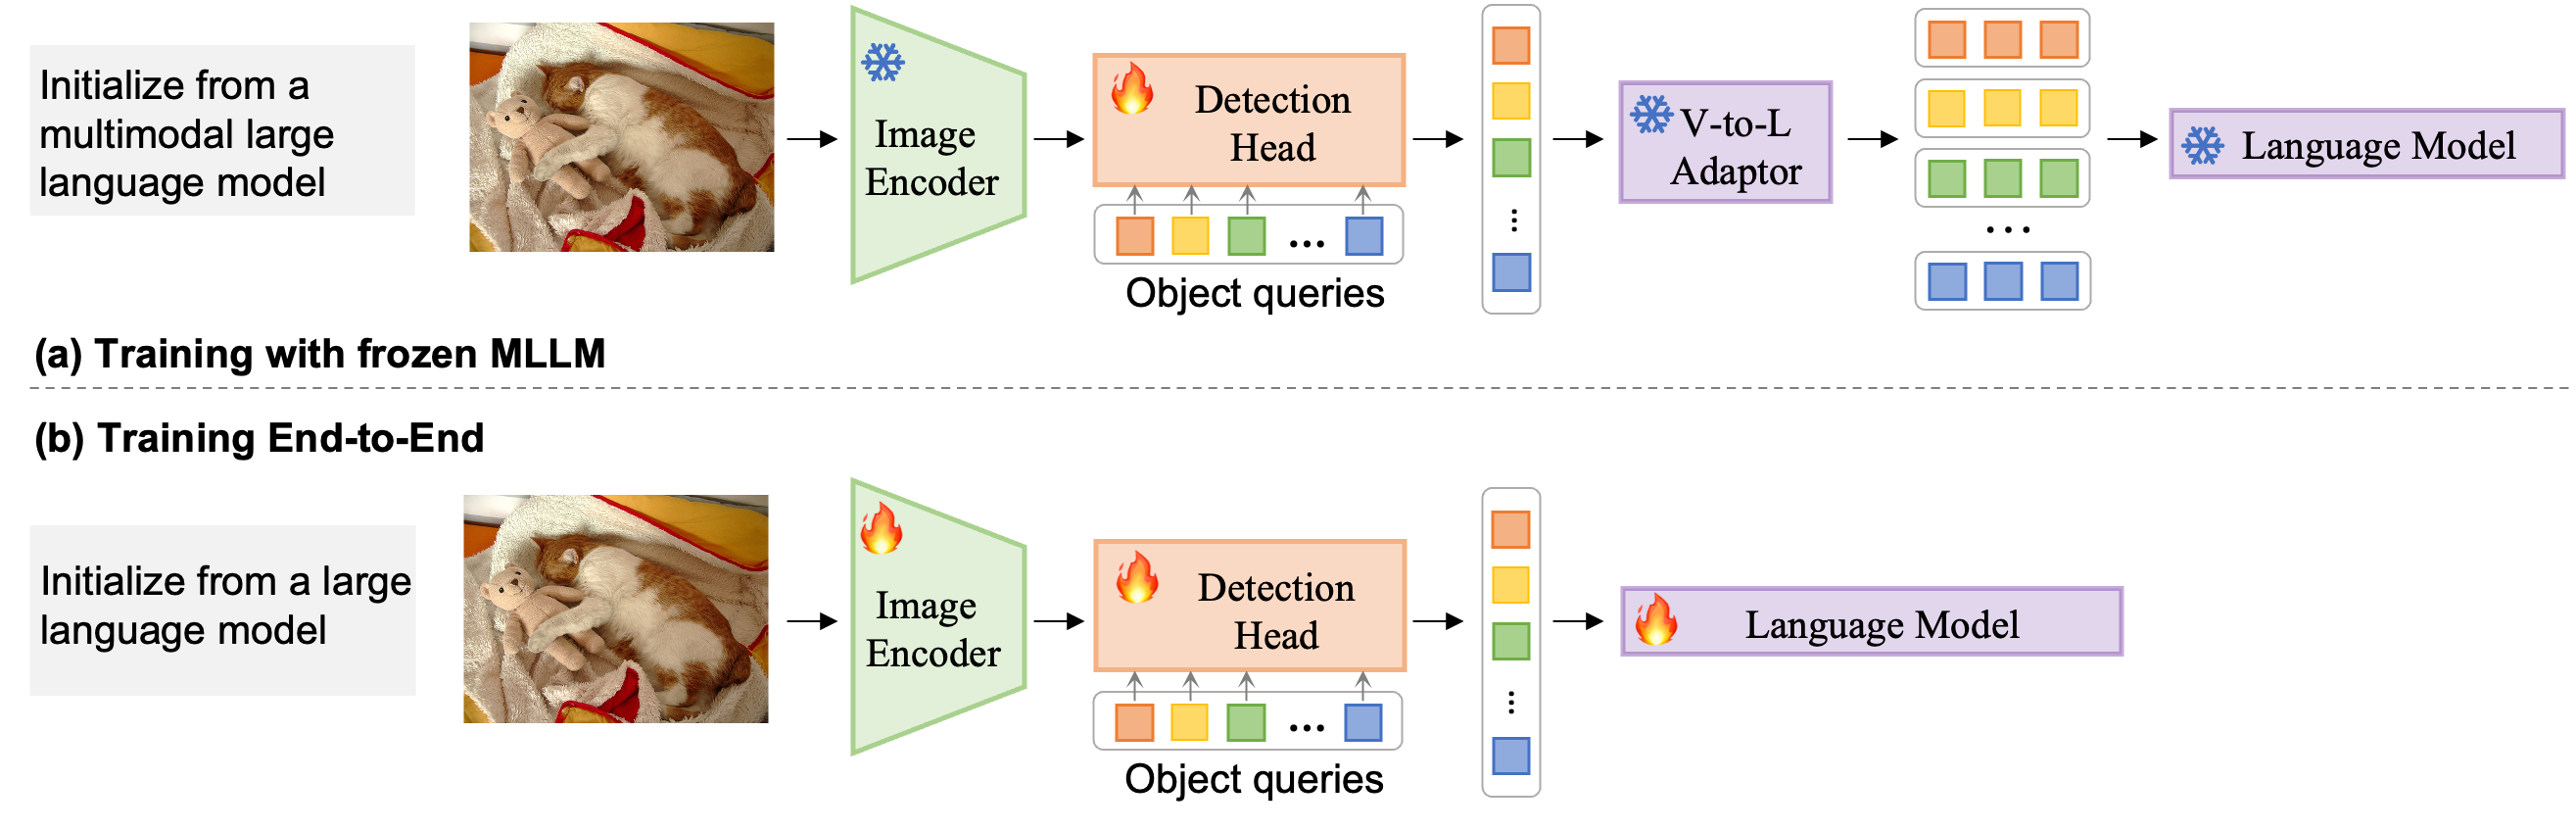 Initialize from a
multimodal large
language model
Image
Encoder
Detection
Head
Object queries
V-to-L
Adaptor
Language Model
(a) Training with frozen MLLM
(b) Training End-to-End
Initialize from a large
language model
Image
Encoder
Detection
Head
Object queries
Language Model